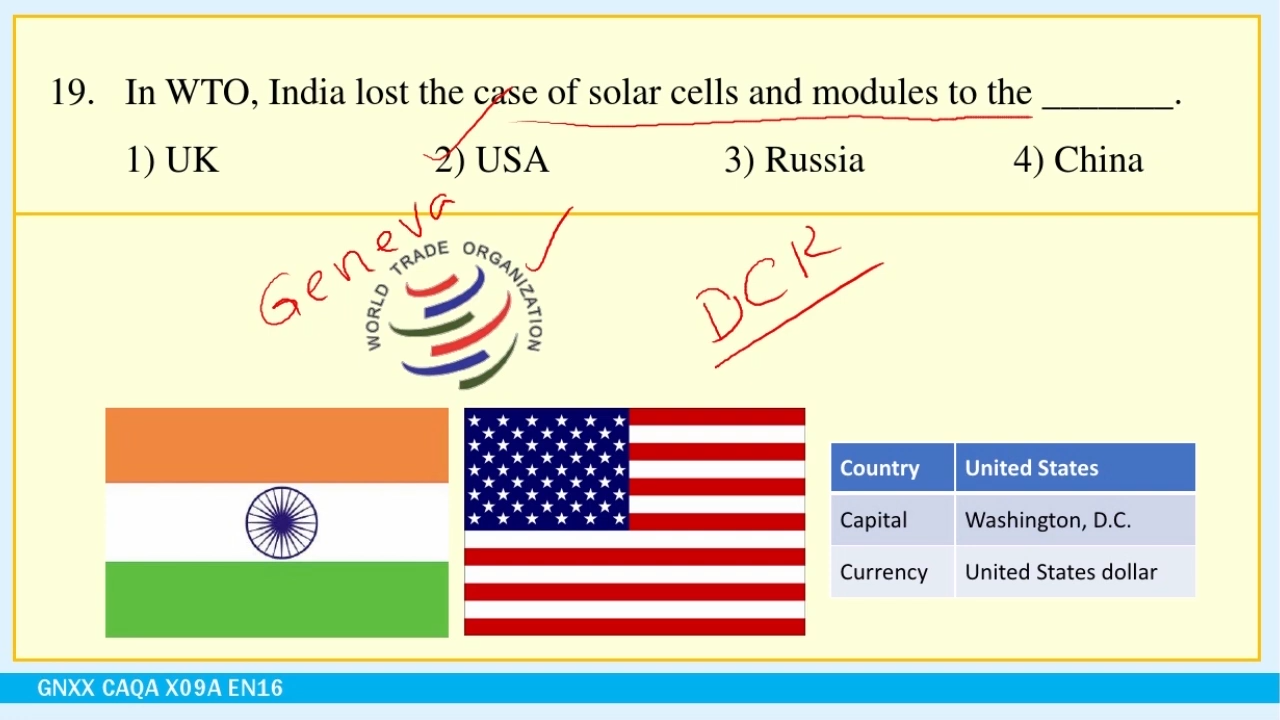 19. In WTO, India lost the case of solar cells and modules to the _______.
1) UK 2) USA 3) Russia 4) China
Geneva
WORLD TRADE ORGANIZATION
DCR
Country United States
Capital Washington, D.C.
Currency United States dollar
GNXX CAQA X09A EN16